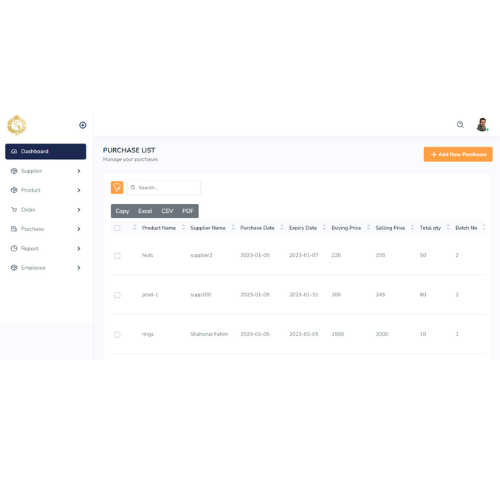 Dashboard
Supplier
Product
Order
Purchase
Report
Employee
PURCHASE LIST
Manage your purchases
+ Add New Purchases
Search...
Copy Excel CSV PDF
Product Name Supplier Name Purchase Date Expiry Date Buying Price Selling Price Total qty Batch No
Nuts supplier2 2023-01-05 2023-01-07 220 255 50 2
prod-1 supp100 2023-01-05 2023-01-31 200 245 80 2
rings Shahoriar Fahim 2023-02-05 2023-02-05 1500 2000 10 1